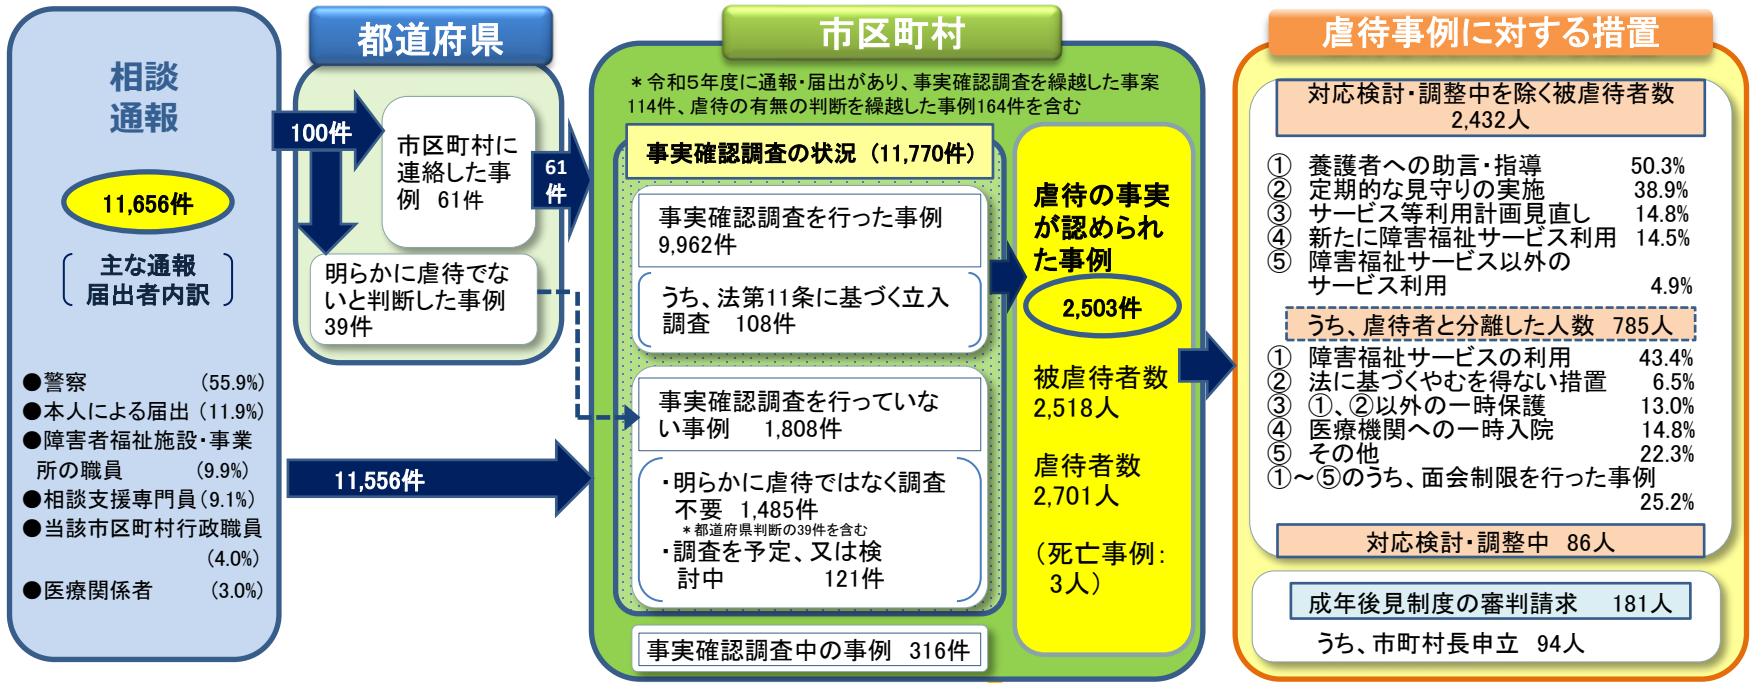 相談
通報
11,656件
主な通報
届出者内訳
●警察 (55.9%)
●本人による届出 (11.9%)
●障害者福祉施設・事業
所の職員 (9.9%)
●相談支援専門員(9.1%)
●当該市区町村行政職員
(4.0%)
●医療関係者 (3.0%)
都道府県
100件
市区町村に
連絡した事
例 61件
61
件
明らかに虐待でな
いと判断した事例
39件
11,556件
市区町村
＊令和5年度に通報・届出があり、事実確認調査を繰越した事案
114件、虐待の有無の判断を繰越した事例164件を含む
事実確認調査の状況 (11,770件)
事実確認調査を行った事例
9,962件
うち、法第11条に基づく立入
調査 108件
事実確認調査を行っていな
い事例 1,808件
・明らかに虐待ではなく調査
不要 1,485件
＊都道府県判断の39件を含む
・調査を予定、又は検
討中 121件
事実確認調査中の事例 316件
虐待の事実
が認められ
た事例
2,503件
被虐待者数
2,518人
虐待者数
2,701人
（死亡事例：
3人）
虐待事例に対する措置
対応検討・調整中を除く被虐待者数
2,432人
① 養護者への助言・指導 50.3%
② 定期的な見守りの実施 38.9%
③ サービス等利用計画見直し 14.8%
④ 新たに障害福祉サービス利用 14.5%
⑤ 障害福祉サービス以外の
サービス利用 4.9%
うち、虐待者と分離した人数 785人
① 障害福祉サービスの利用 43.4%
② 法に基づくやむを得ない措置 6.5%
③ ①、②以外の一時保護 13.0%
④ 医療機関への一時入院 14.8%
⑤ その他 22.3%
①～⑤のうち、面会制限を行った事例
25.2%
対応検討・調整中 86人
成年後見制度の審判請求 181人
うち、市町村長申立 94人